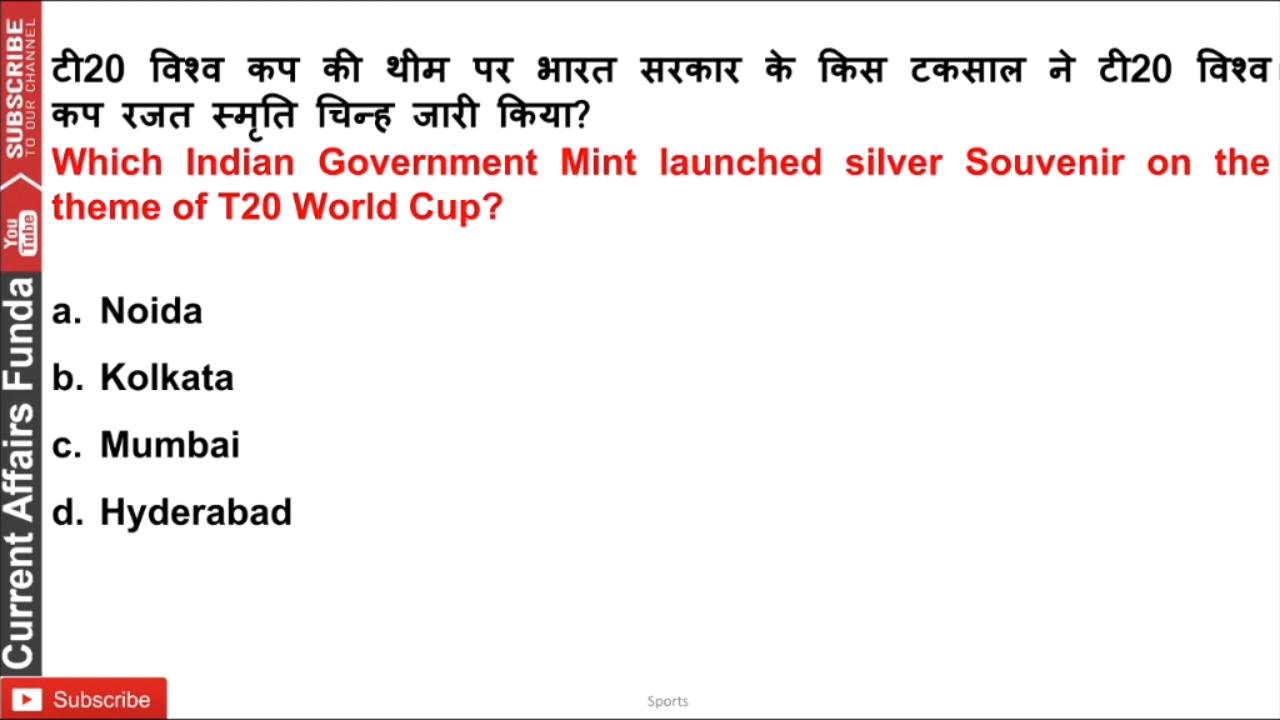 टी20 विश्व कप की थीम पर भारत सरकार के किस टकसाल ने टी20 विश्व
कप रजत स्मृति चिन्ह जारी किया?
Which Indian Government Mint launched silver Souvenir on the
theme of T20 World Cup?
a. Noida
b. Kolkata
c. Mumbai
d. Hyderabad
SUBSCRIBE
TO OUR CHANNEL
You
Tube
Current Affairs Funda
Subscribe
Sports